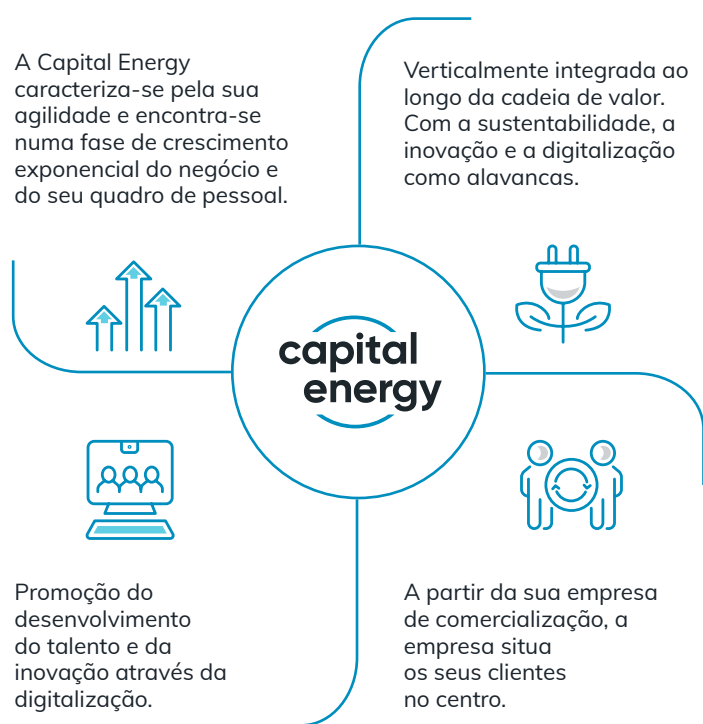 A Capital Energy
caracteriza-se pela sua
agilidade e encontra-se
numa fase de crescimento
exponencial do negócio e
do seu quadro de pessoal.
Verticalmente integrada ao
longo da cadeia de valor.
Com a sustentabilidade, a
inovação e a digitalização
como alavancas.
capital
energy
Promoção do
desenvolvimento
do talento e da
inovação através da
digitalização.
A partir da sua empresa
de comercialização, a
empresa situa
os seus clientes
no centro.